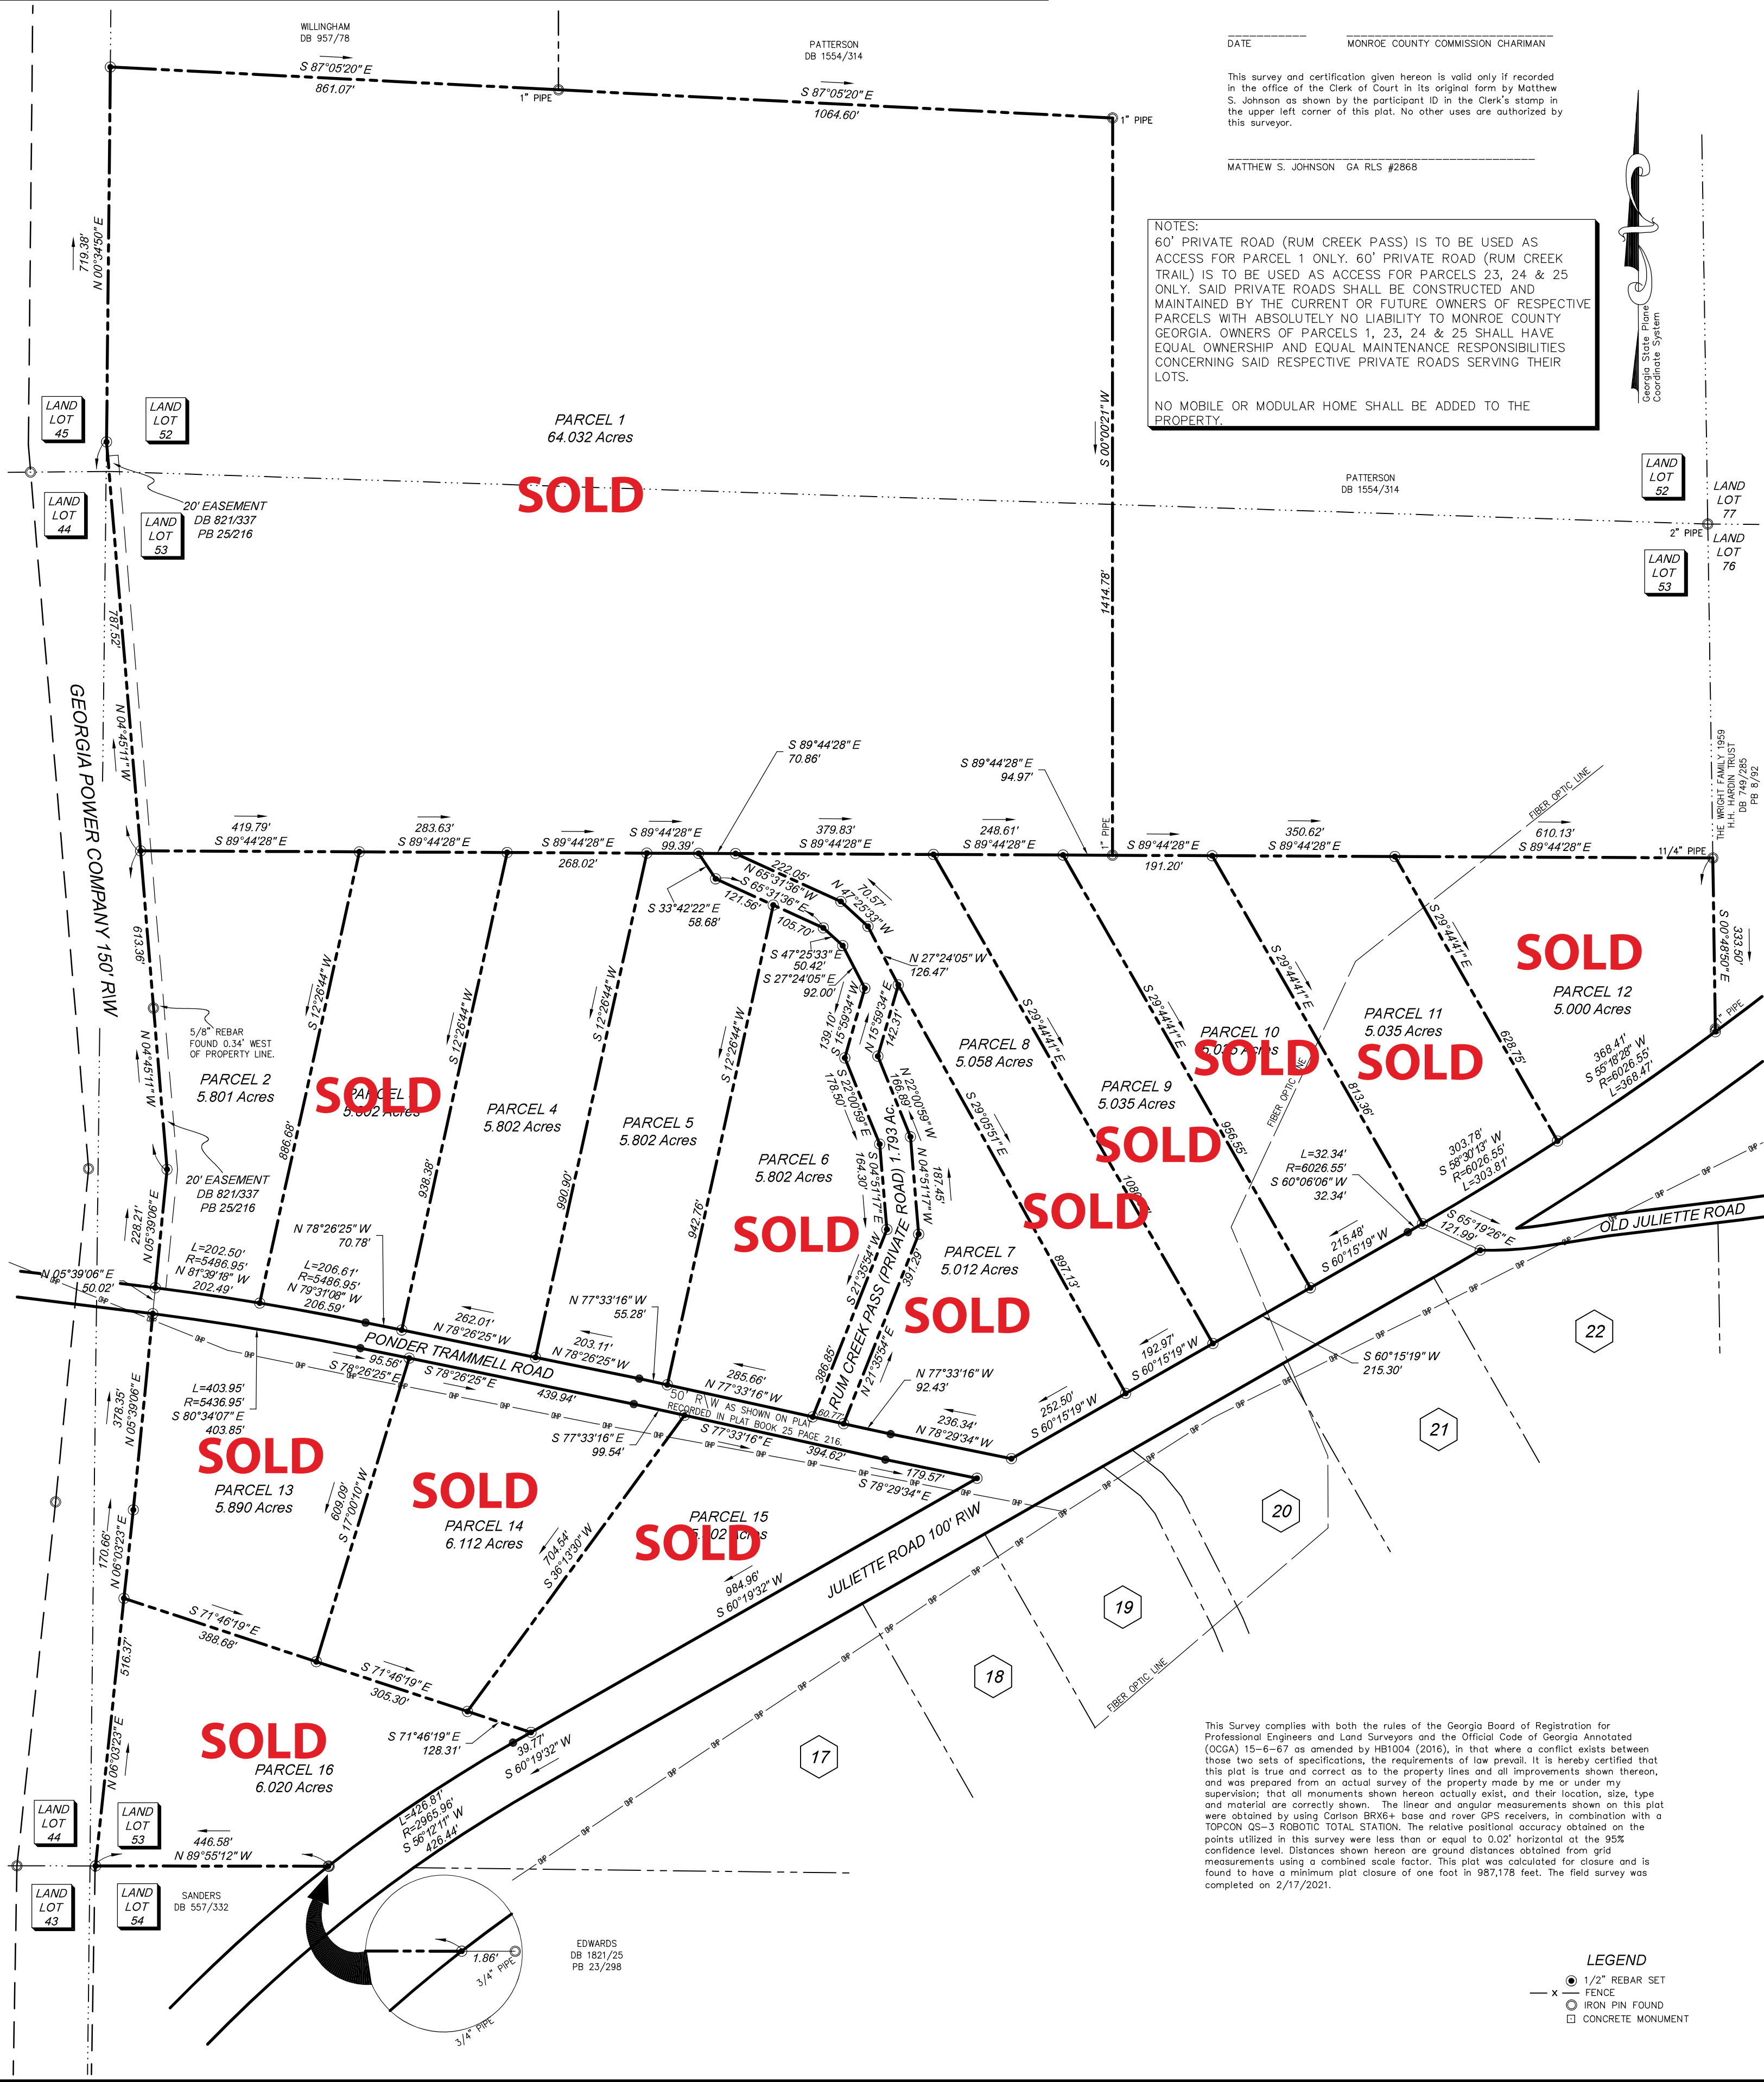 WILLINGHAM
DB 957/78
PATTERSON
DB 1554/314
S 87°05'20" E
861.07'
1" PIPE
S 87°05'20" E
1064.60'
1" PIPE
DATE
MONROE COUNTY COMMISSION CHARIMAN
This survey and certification given hereon is valid only if recorded
in the office of the Clerk of Court in its original form by Matthew
S. Johnson as shown by the participant ID in the Clerk's stamp in
the upper left corner of this plat. No other uses are authorized by
this surveyor.
MATTHEW S. JOHNSON GA RLS #2868
NOTES:
60' PRIVATE ROAD (RUM CREEK PASS) IS TO BE USED AS
ACCESS FOR PARCEL 1 ONLY. 60' PRIVATE ROAD (RUM CREEK
TRAIL) IS TO BE USED AS ACCESS FOR PARCELS 23, 24 & 25
ONLY. SAID PRIVATE ROADS SHALL BE CONSTRUCTED AND
MAINTAINED BY THE CURRENT OR FUTURE OWNERS OF RESPECTIVE
PARCELS WITH ABSOLUTELY NO LIABILITY TO MONROE COUNTY
GEORGIA. OWNERS OF PARCELS 1, 23, 24 & 25 SHALL HAVE
EQUAL OWNERSHIP AND EQUAL MAINTENANCE RESPONSIBILITIES
CONCERNING SAID RESPECTIVE PRIVATE ROADS SERVING THEIR
LOTS.
NO MOBILE OR MODULAR HOME SHALL BE ADDED TO THE
PROPERTY.
Georgia State Plane
Coordinate System
719.38'
N 00°34'50" E
LAND
LOT
45
LAND
LOT
52
LAND
LOT
44
LAND
LOT
53
20' EASEMENT
DB 821/337
PB 25/216
PARCEL 1
64.032 Acres
SOLD
S 00°00'21" W
1414.78'
PATTERSON
DB 1554/314
LAND
LOT
52
LAND
LOT
77
2" PIPE
LAND
LOT
76
LAND
LOT
53
787.52'
N 04°45'11" W
GEORGIA POWER COMPANY 150' R\W
THE WRIGHT FAMILY 1959
H.H. HARDIN TRUST
DB 749/285
PB 8/92
S 89°44'28" E
70.86'
S 89°44'28" E
94.97'
FIBER OPTIC LINE
419.79'
S 89°44'28" E
283.63'
S 89°44'28" E
S 89°44'28" E
268.02'
S 89°44'28" E
99.39'
379.83'
S 89°44'28" E
248.61'
S 89°44'28" E
1" PIPE
S 89°44'28" E
191.20'
350.62'
S 89°44'28" E
610.13'
S 89°44'28" E
11/4" PIPE
613.36'
N 04°45'11" W
5/8" REBAR
FOUND 0.34' WEST
OF PROPERTY LINE.
S 33°42'22" E
58.68'
222.05'
N 65°31'36" W
S 65°31'36" E
121.56'
105.70'
70.57'
N 47°25'33" W
S 47°25'33" E
50.42'
S 27°24'05" E
92.00'
N 27°24'05" W
126.47'
139.10'
S 15°59'34" W
N 15°59'34" E
142.31'
S 22°00'59" E
178.50'
N 22°00'59" W
166.89'
S 04°51'17" E
164.30'
N 04°51'17" W
187.45'
S 21°35'54" W
386.85'
N 21°35'54" E
391.29'
RUM CREEK PASS (PRIVATE ROAD) 1.793 AC.
S 12°26'44" W
886.68'
S 12°26'44" W
938.38'
S 12°26'44" W
990.90'
S 12°26'44" W
942.76'
S 29°05'51" E
897.13'
S 29°44'41" E
S 29°44'41" E
956.55'
S 29°44'41" E
813.36'
S 29°44'41" E
628.75'
333.50'
S 00°48'50" E
1" PIPE
SOLD
PARCEL 12
5.000 Acres
PARCEL 11
5.035 Acres
SOLD
PARCEL 10
5.035 Acres
SOLD
FIBER OPTIC LINE
PARCEL 9
5.035 Acres
SOLD
PARCEL 8
5.058 Acres
SOLD
PARCEL 7
5.012 Acres
SOLD
PARCEL 6
5.802 Acres
SOLD
PARCEL 5
5.802 Acres
PARCEL 4
5.802 Acres
PARCEL
SOLD
5.802 Acres
PARCEL 2
5.801 Acres
20' EASEMENT
DB 821/337
PB 25/216
368.41'
S 55°18'28" W
R=6026.55'
L=368.47'
303.78'
S 58°30'13" W
R=6026.55'
L=303.81'
L=32.34'
R=6026.55'
S 60°06'06" W
32.34'
S 65°19'26" E
121.99'
OLD JULIETTE ROAD
215.48'
S 60°15'19" W
S 60°15'19" W
215.30'
192.97'
S 60°15'19" W
252.50'
S 60°15'19" W
228.21'
N 05°39'06" E
N 05°39'06" E
50.02'
L=202.50'
R=5486.95'
N 81°39'18" W
202.49'
N 78°26'25" W
70.78'
L=206.61'
R=5486.95'
N 79°31'08" W
206.59'
262.01'
N 78°26'25" W
203.11'
N 78°26'25" W
N 77°33'16" W
55.28'
285.66'
N 77°33'16" W
60.77'
N 77°33'16" W
92.43'
236.34'
N 78°29'34" W
PONDER TRAMMELL ROAD
50' R\W AS SHOWN ON PLAT
RECORDED IN PLAT BOOK 25 PAGE 216.
95.56'
S 78°26'25" E
S 78°26'25" E
439.94'
S 77°33'16" E
99.54'
S 77°33'16" E
394.62'
179.57'
S 78°29'34" E
L=403.95'
R=5436.95'
S 80°34'07" E
403.85'
378.35'
N 05°39'06" E
SOLD
PARCEL 13
5.890 Acres
609.09'
S 17°00'10" W
SOLD
PARCEL 14
6.112 Acres
704.54'
S 36°13'30" W
PARCEL 15
SOLD
984.96'
S 60°19'32" W
JULIETTE ROAD 100' R\W
22
21
20
19
18
17
FIBER OPTIC LINE
170.66'
N 06°03'23" E
S 71°46'19" E
388.68'
S 71°46'19" E
305.30'
S 71°46'19" E
128.31'
516.37'
N 06°03'23" E
SOLD
PARCEL 16
6.020 Acres
39.77'
S 60°19'32" W
L=426.81'
R=2965.96'
S 56°12'11" W
426.44'
LAND
LOT
44
LAND
LOT
53
446.58'
N 89°55'12" W
LAND
LOT
43
LAND
LOT
54
SANDERS
DB 557/332
1.86'
3/4" PIPE
3/4" PIPE
EDWARDS
DB 1821/25
PB 23/298
This Survey complies with both the rules of the Georgia Board of Registration for
Professional Engineers and Land Surveyors and the Official Code of Georgia Annotated
(OCGA) 15-6-67 as amended by HB1004 (2016), in that where a conflict exists between
those two sets of specifications, the requirements of law prevail. It is hereby certified that
this plat is true and correct as to the property lines and all improvements shown thereon,
and was prepared from an actual survey of the property made by me or under my
supervision; that all monuments shown hereon actually exist, and their location, size, type
and material are correctly shown. The linear and angular measurements shown on this plat
were obtained by using Carlson BRX6+ base and rover GPS receivers, in combination with a
TOPCON QS-3 ROBOTIC TOTAL STATION. The relative positional accuracy obtained on the
points utilized in this survey were less than or equal to 0.02' horizontal at the 95%
confidence level. Distances shown hereon are ground distances obtained from grid
measurements using a combined scale factor. This plat was calculated for closure and is
found to have a minimum plat closure of one foot in 987,178 feet. The field survey was
completed on 2/17/2021.
LEGEND
1/2" REBAR SET
X FENCE
IRON PIN FOUND
CONCRETE MONUMENT